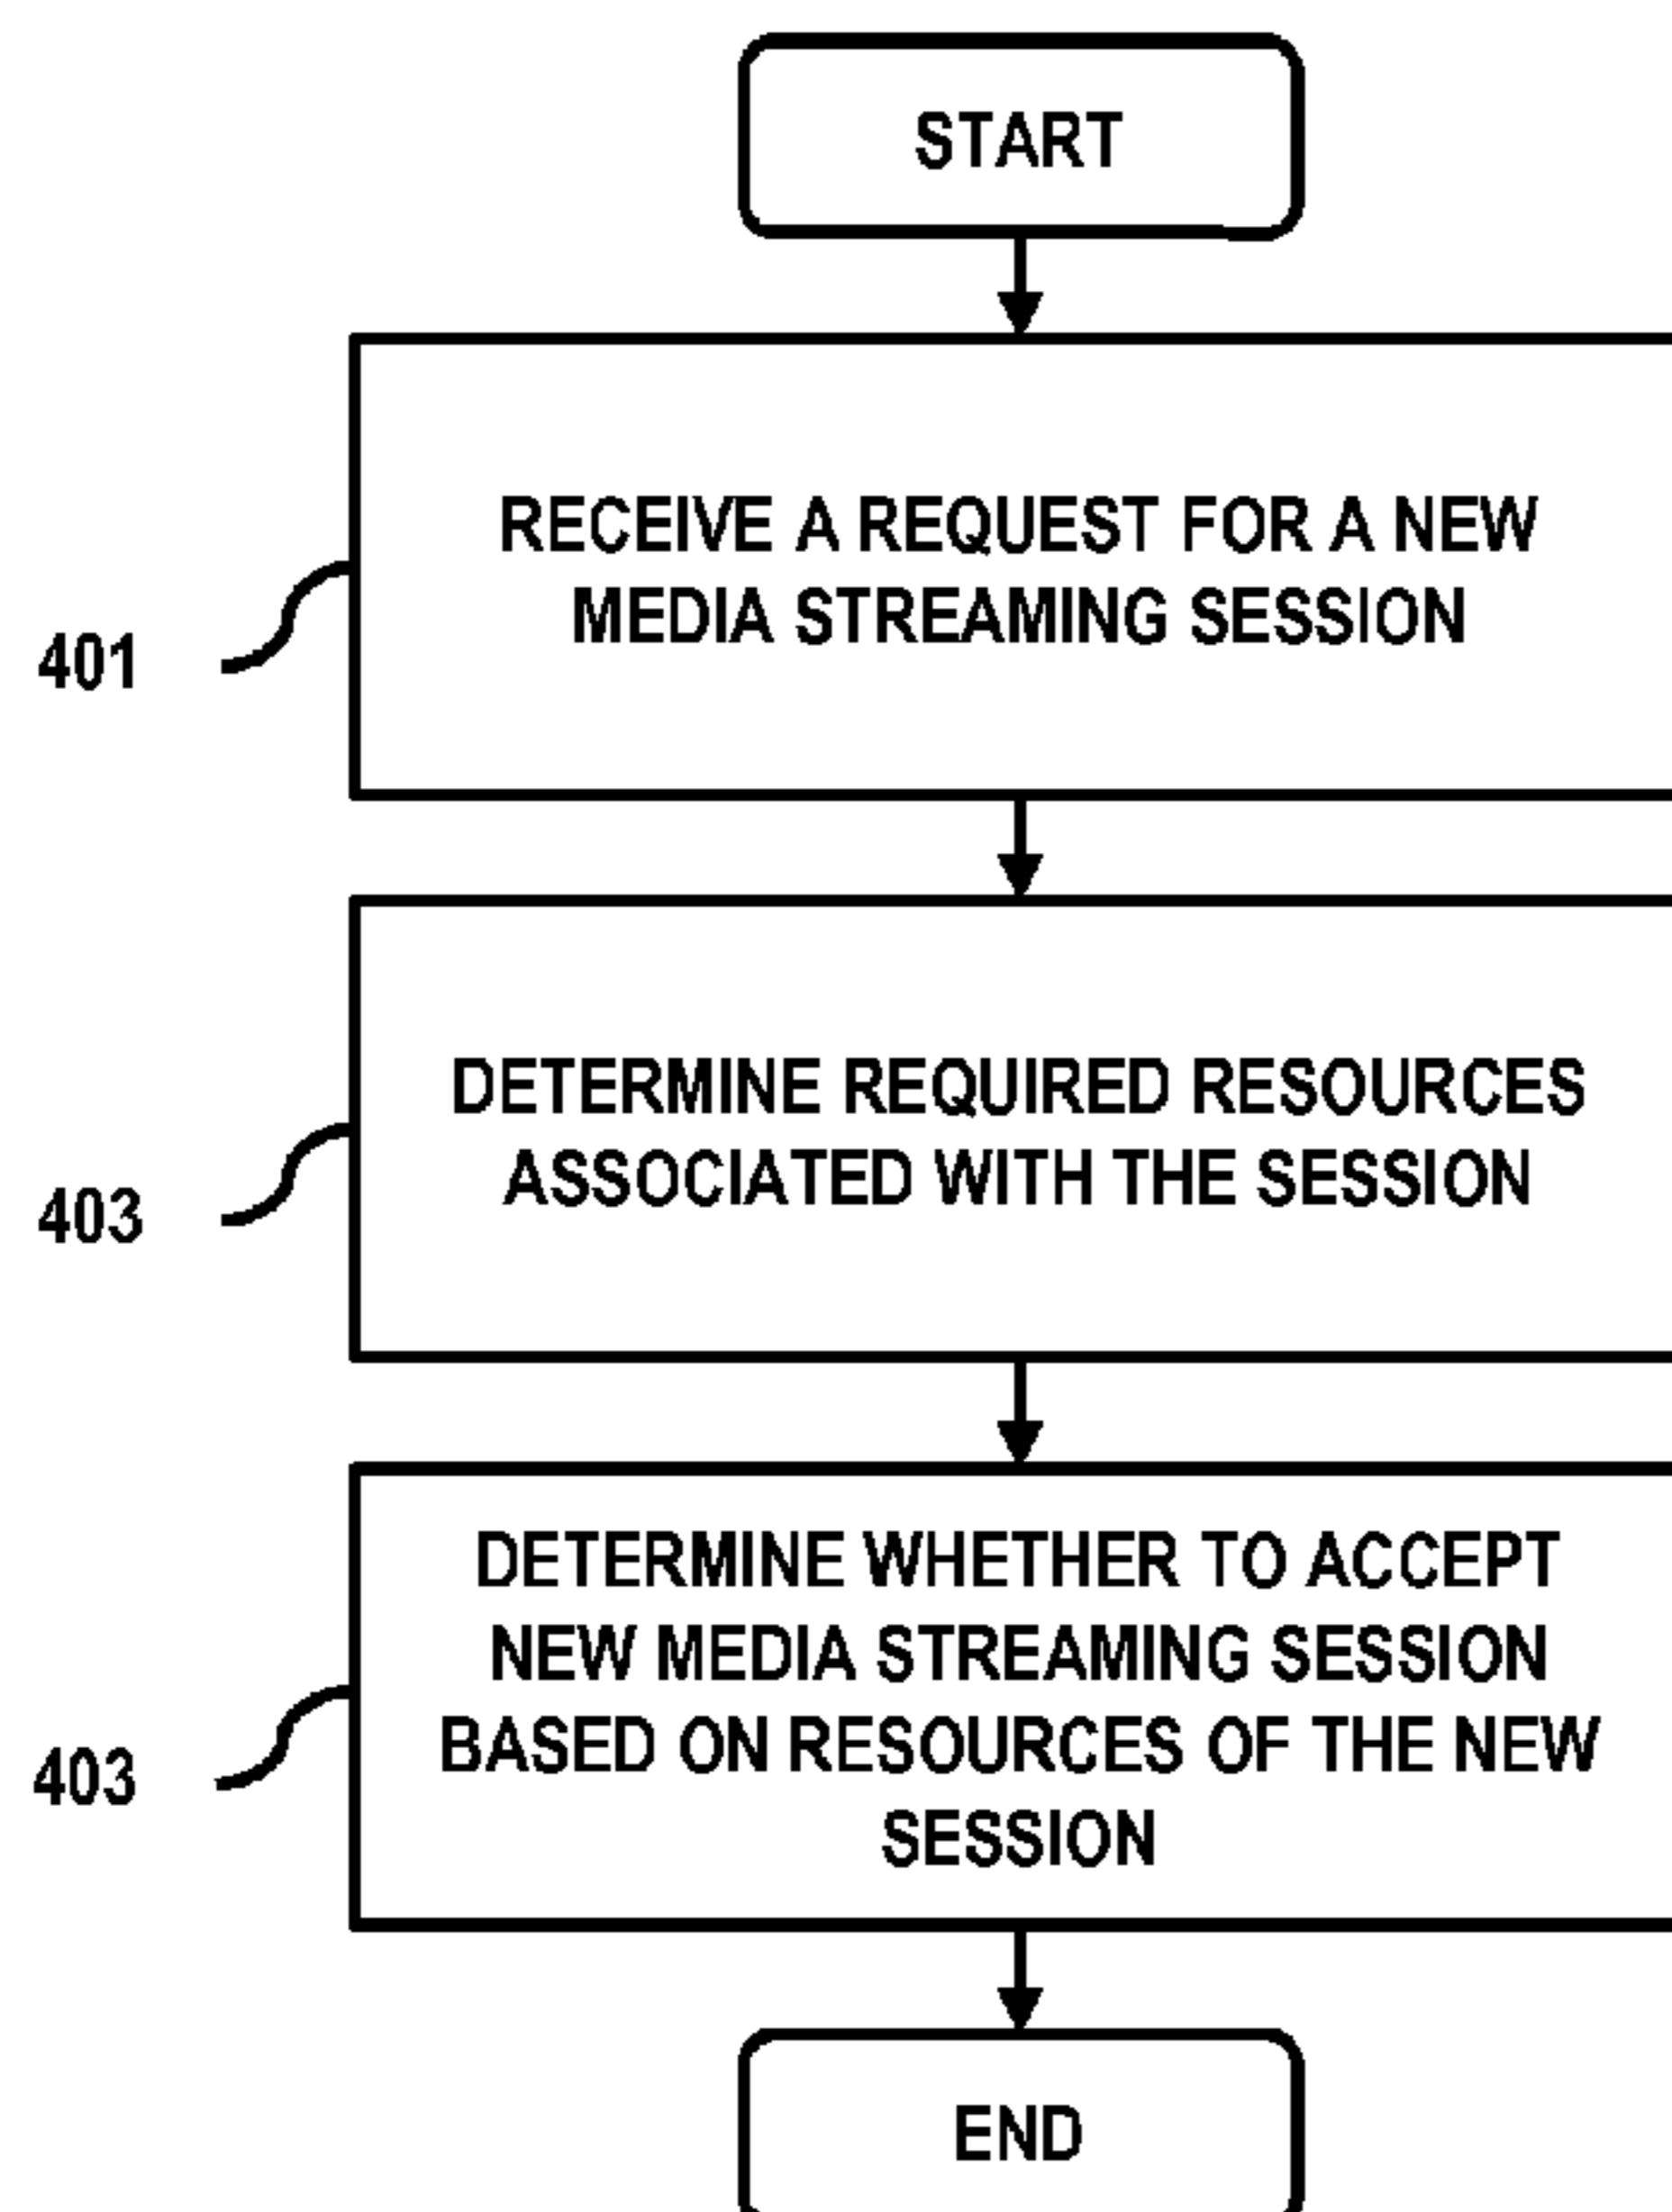 START
RECEIVE A REQUEST FOR A NEW
MEDIA STREAMING SESSION
401
DETERMINE REQUIRED RESOURCES
ASSOCIATED WITH THE SESSION
403
DETERMINE WHETHER TO ACCEPT
NEW MEDIA STREAMING SESSION
BASED ON RESOURCES OF THE NEW
SESSION
403
END